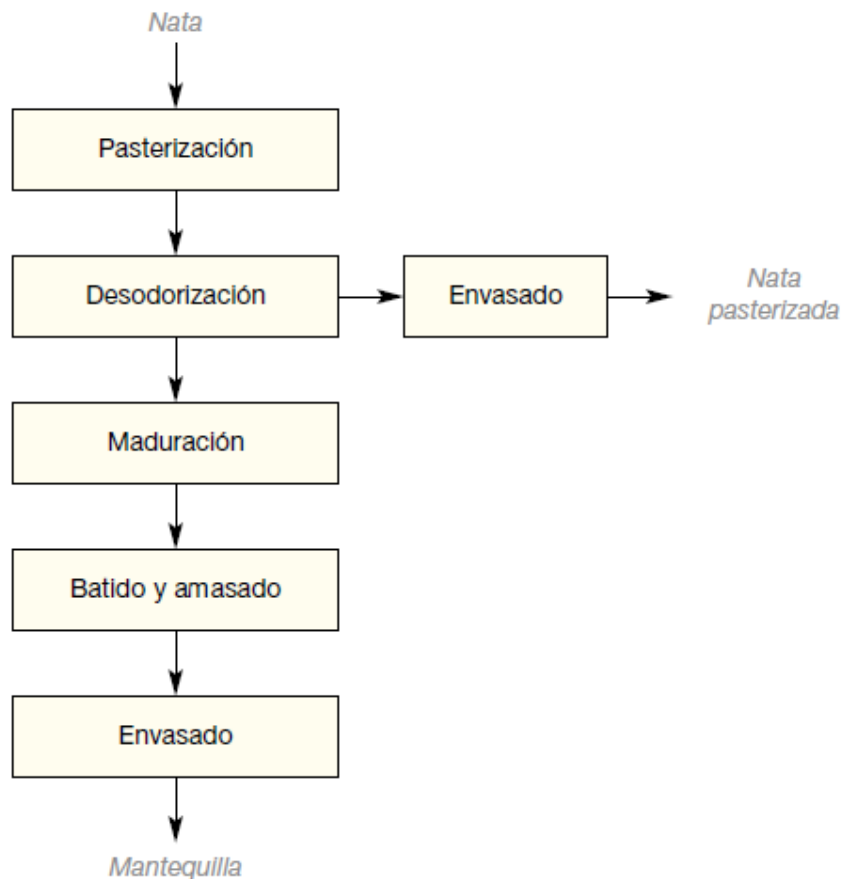 Nata
Pasterización
Desodorización
Envasado
Nata
pasterizada
Maduración
Batido y amasado
Envasado
Mantequilla